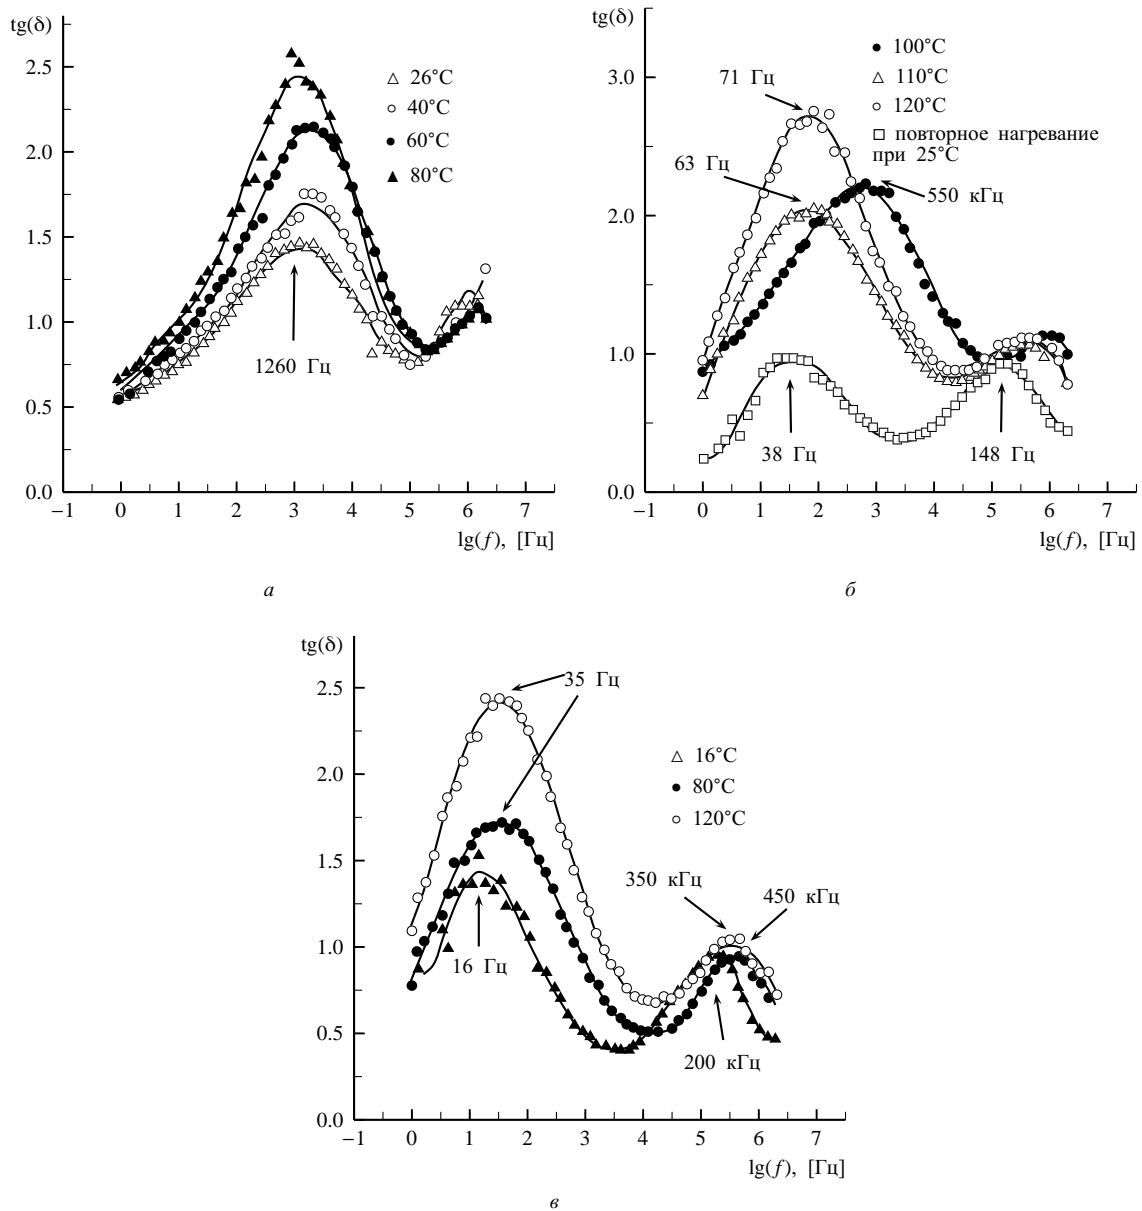 tg(δ)
2.5
2.0
1.5
1.0
0.5
0.0
−1 0 1 2 3 4 5 6 7
lg(f), [Гц]
26°C
40°C
60°C
80°C
1260 Гц
а
tg(δ)
3.0
2.0
1.0
0.0
−1 0 1 2 3 4 5 6 7
lg(f), [Гц]
100°C
110°C
120°C
повторное нагревание
при 25°C
71 Гц
63 Гц
550 кГц
38 Гц
148 Гц
б
tg(δ)
2.5
2.0
1.5
1.0
0.5
0.0
−1 0 1 2 3 4 5 6 7
lg(f), [Гц]
35 Гц
16°C
80°C
120°C
350 кГц
450 кГц
16 Гц
200 кГц
в